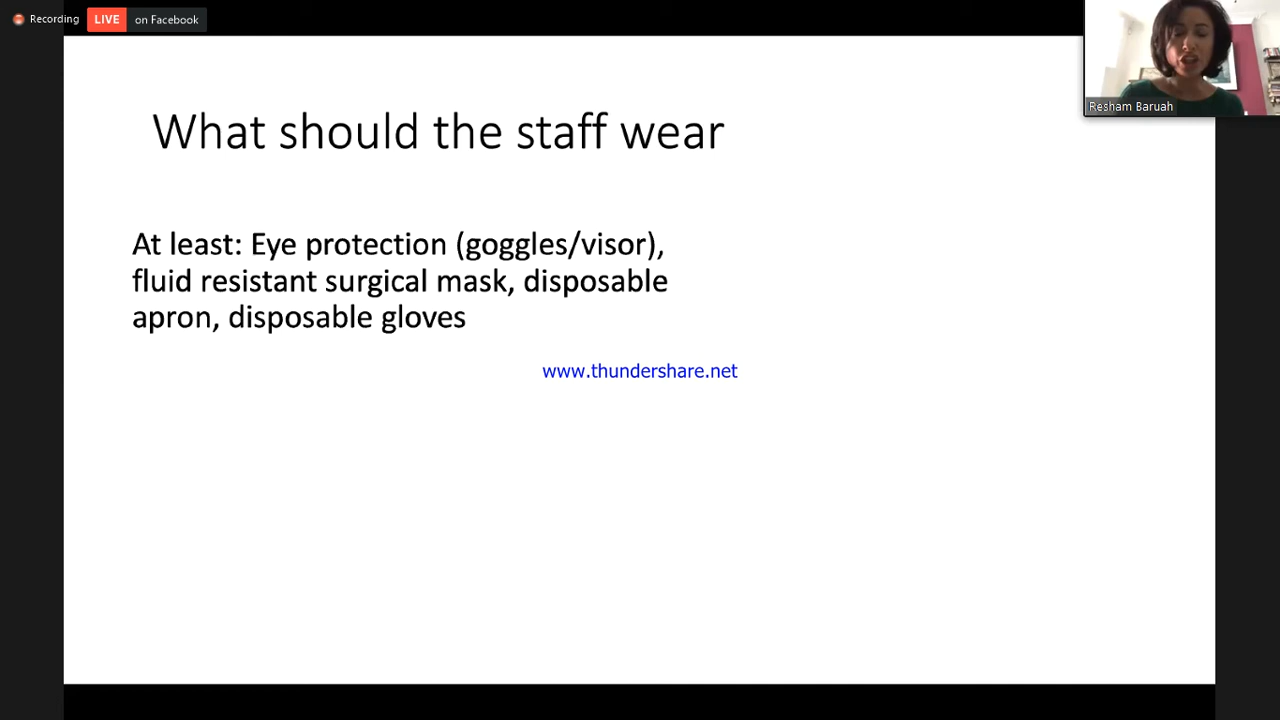 Recording
LIVE on Facebook
Resham Baruah
What should the staff wear
At least: Eye protection (goggles/visor),
fluid resistant surgical mask, disposable
apron, disposable gloves
www.thundershare.net